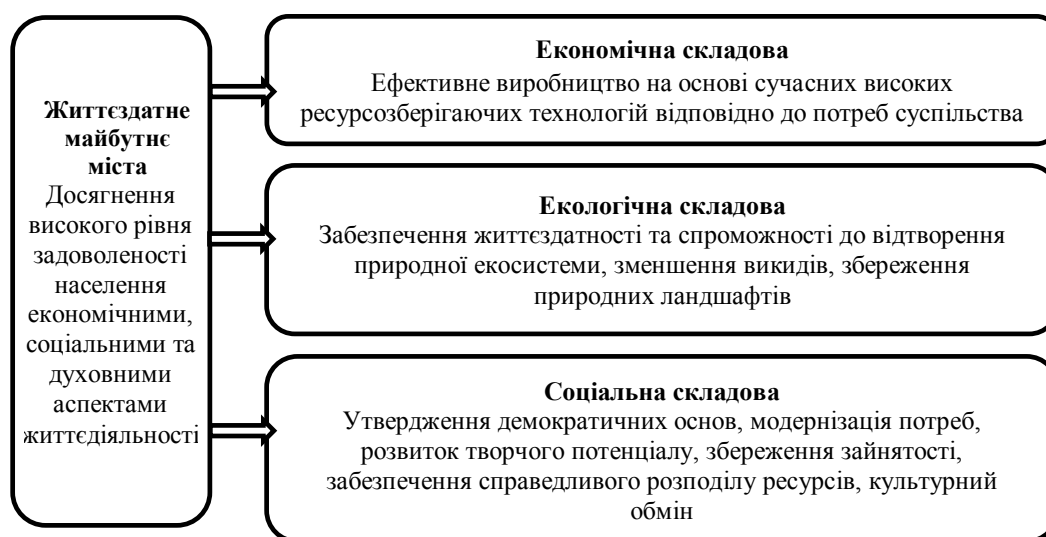 Життєздатне
майбутнє
міста
Досягнення
високого рівня
задоволеності
населення
економічними,
соціальними та
духовними
аспектами
життєдіяльності
Економічна складова
Ефективне виробництво на основі сучасних високих
ресурсозберігаючих технологій відповідно до потреб суспільства
Екологічна складова
Забезпечення життєздатності та спроможності до відтворення
природної екосистеми, зменшення викидів, збереження
природних ландшафтів
Соціальна складова
Утвердження демократичних основ, модернізація потреб,
розвиток творчого потенціалу, збереження зайнятості,
забезпечення справедливого розподілу ресурсів, культурний
обмін